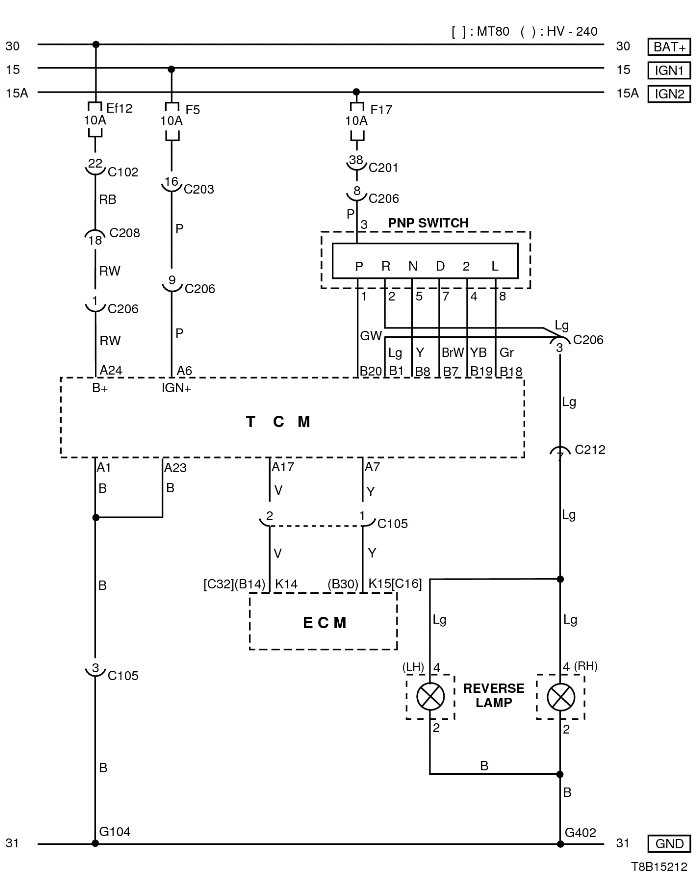 [ ] : MT80 ( ) : HV - 240
30 30 BAT+
15 15 IGN1
15A 15A IGN2
Ef12 F5 F17
10A 10A 10A
22 C102 38 C201
16 C203 8 C206
RB P 3 PNP SWITCH
18 C208 P
P R N D 2 L
RW 9 C206 1 2 5 7 4 8
1 C206 Lg
GW 3 C206
RW P Lg Y BrW YB Gr
A24 A6 B20 B1 B8 B7 B19 B18
B+ IGN+
Lg
T C M
7 C212
A1 A23 A17 A7
B B V Y
Lg
2 1 C105
V Y
B [C32](B14) K14 (B30) K15[C16]
E C M Lg Lg
3 C105 (LH) 4 4 (RH)
REVERSE
LAMP
2 2
B B
B
G104 G402
31 31 GND
T8B15212